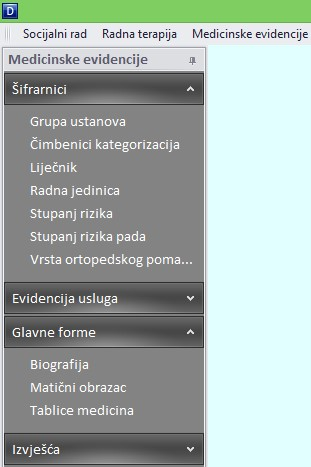 D
Socijalni rad Radna terapija Medicinske evidencije
Medicinske evidencije
Šifrarnici
Grupa ustanova
Čimbenici kategorizacija
Liječnik
Radna jedinica
Stupanj rizika
Stupanj rizika pada
Vrsta ortopedskog poma...
Evidencija usluga
Glavne forme
Biografija
Matični obrazac
Tablice medicina
Izvješća